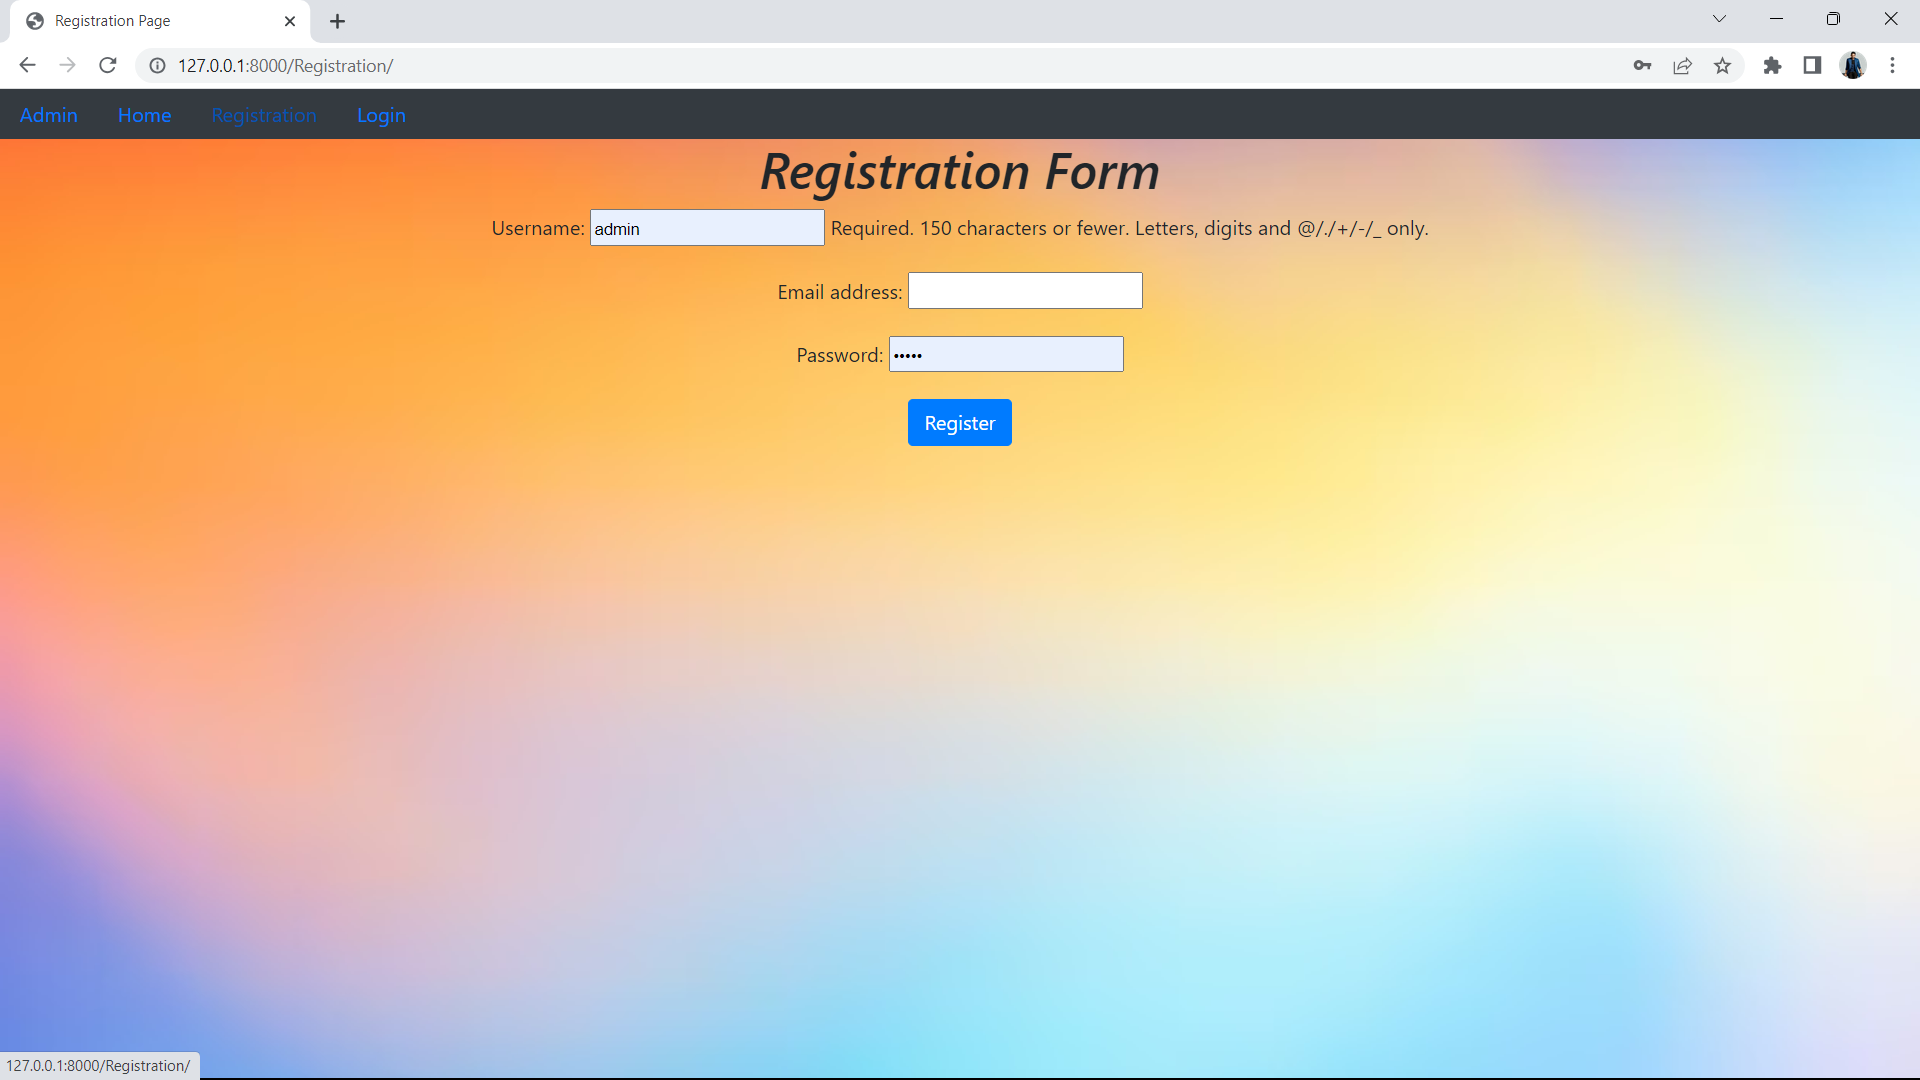 Registration Page
127.0.0.1:8000/Registration/
Admin Home Registration Login
Registration Form
Username: admin Required. 150 characters or fewer. Letters, digits and @/./+/-/_ only.
Email address:
Password: •••••
Register
127.0.0.1:8000/Registration/